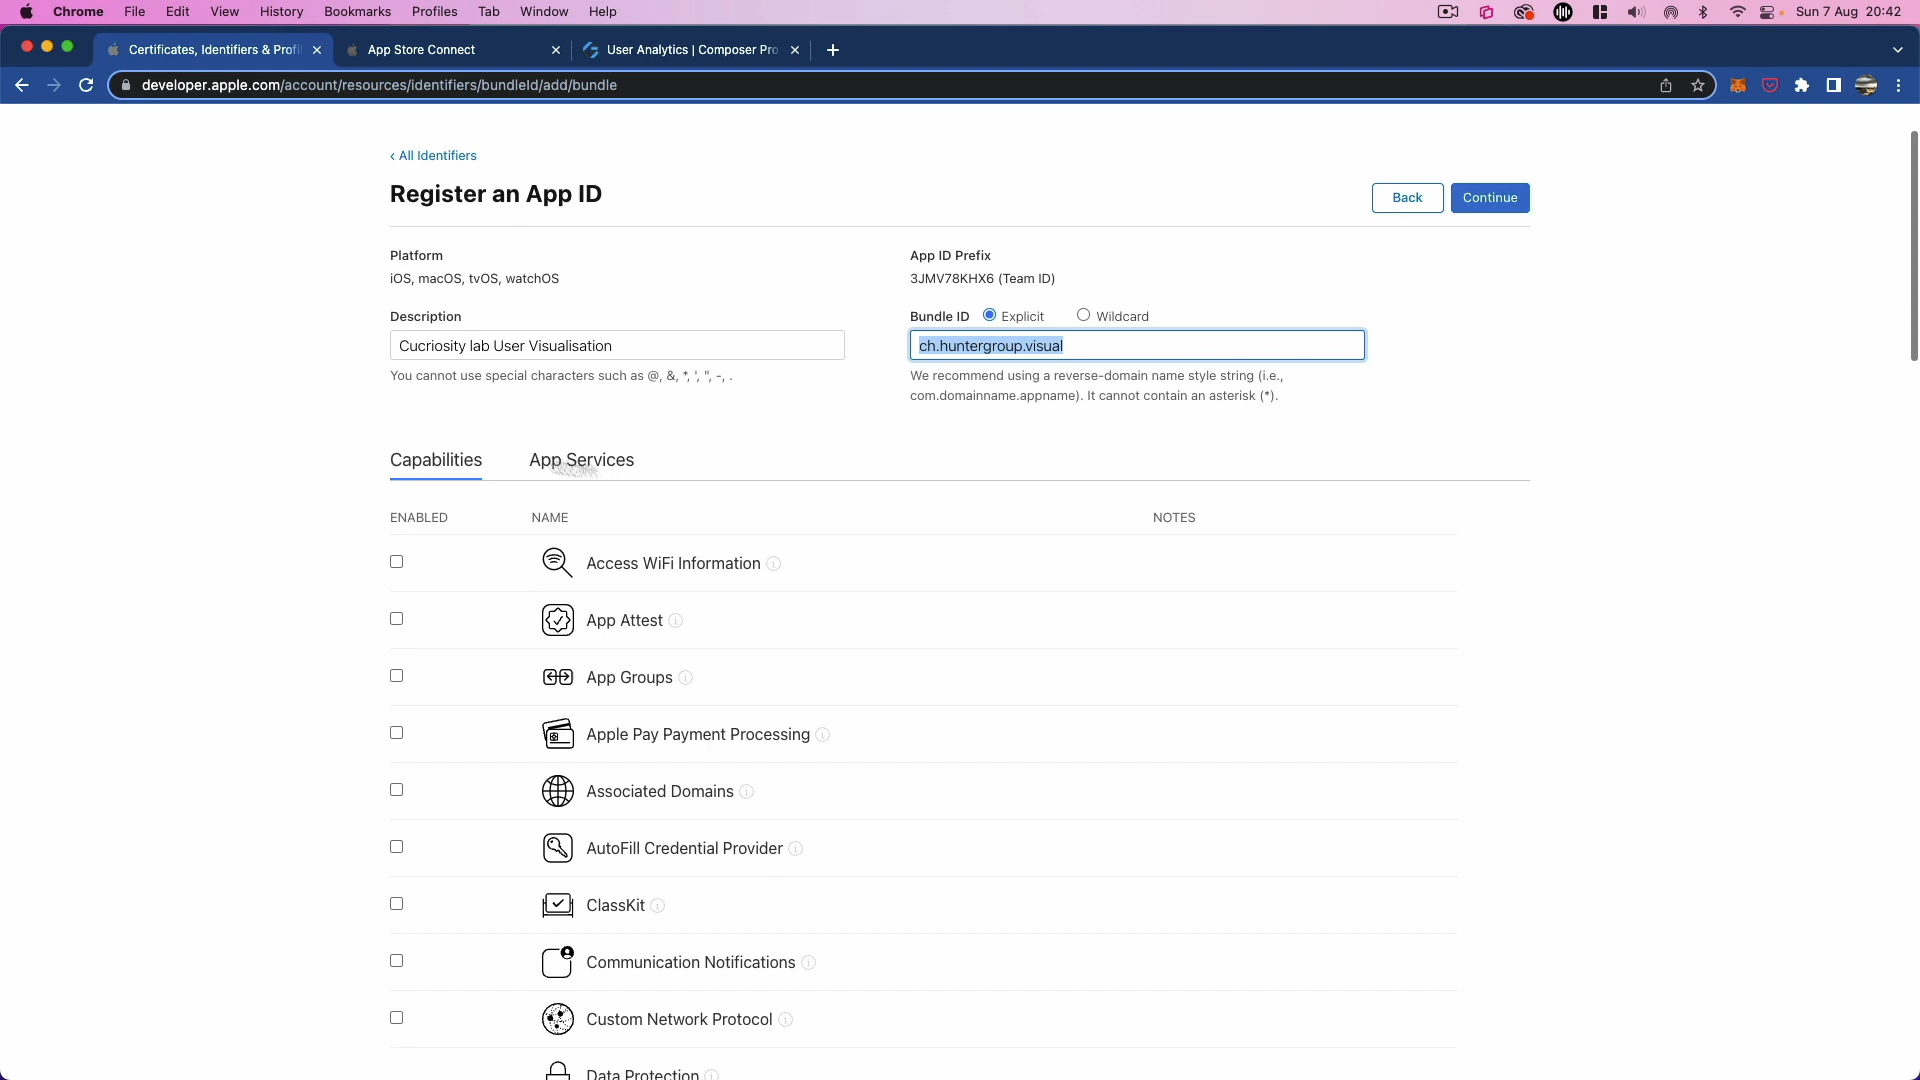 Chrome File Edit View History Bookmarks Profiles Tab Window Help Sun 7 Aug 20:42
Certificates, Identifiers & Profi App Store Connect User Analytics | Composer Pro
developer.apple.com/account/resources/identifiers/bundleId/add/bundle
‹ All Identifiers
Register an App ID
Back Continue
Platform App ID Prefix
iOS, macOS, tvOS, watchOS 3JMV78KHX6 (Team ID)
Description Bundle ID Explicit Wildcard
Cucriosity lab User Visualisation ch.huntergroup.visual
You cannot use special characters such as @, &, *, ', ", -, . We recommend using a reverse-domain name style string (i.e.,
com.domainname.appname). It cannot contain an asterisk (*).
Capabilities App Services
ENABLED NAME NOTES
Access WiFi Information
App Attest
App Groups
Apple Pay Payment Processing
Associated Domains
AutoFill Credential Provider
ClassKit
Communication Notifications
Custom Network Protocol
Data Protection